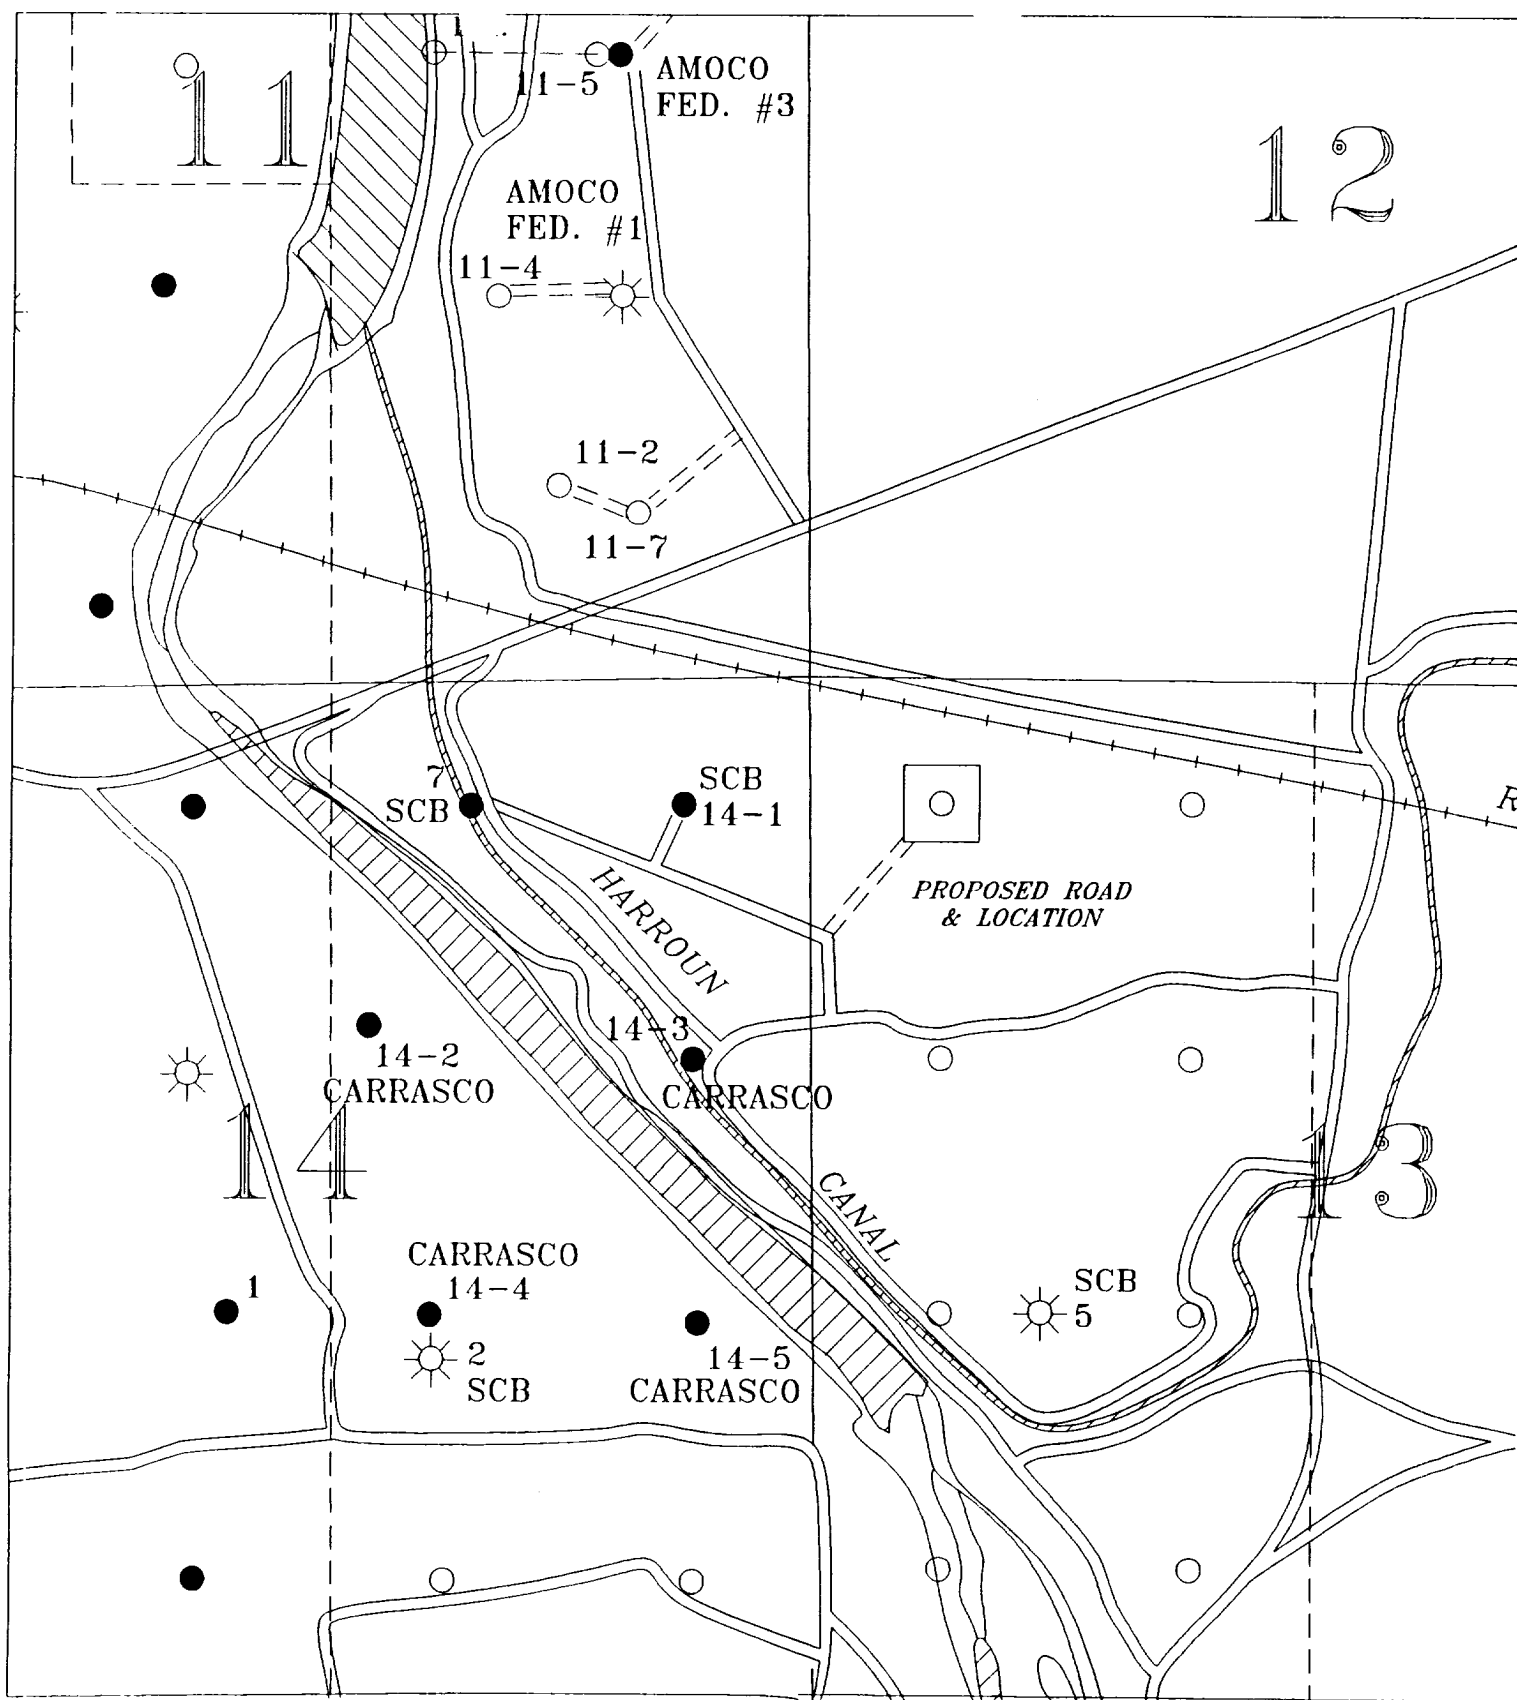 1
11-5
AMOCO
FED. #3
11
12
AMOCO
FED. #1
11-4
11-2
11-7
7
SCB
SCB
14-1
R
HARROUN
PROPOSED ROAD
& LOCATION
14-3
CARRASCO
14-2
CARRASCO
14
13
CANAL
CARRASCO
14-4
1
2
SCB
SCB
5
14-5
CARRASCO